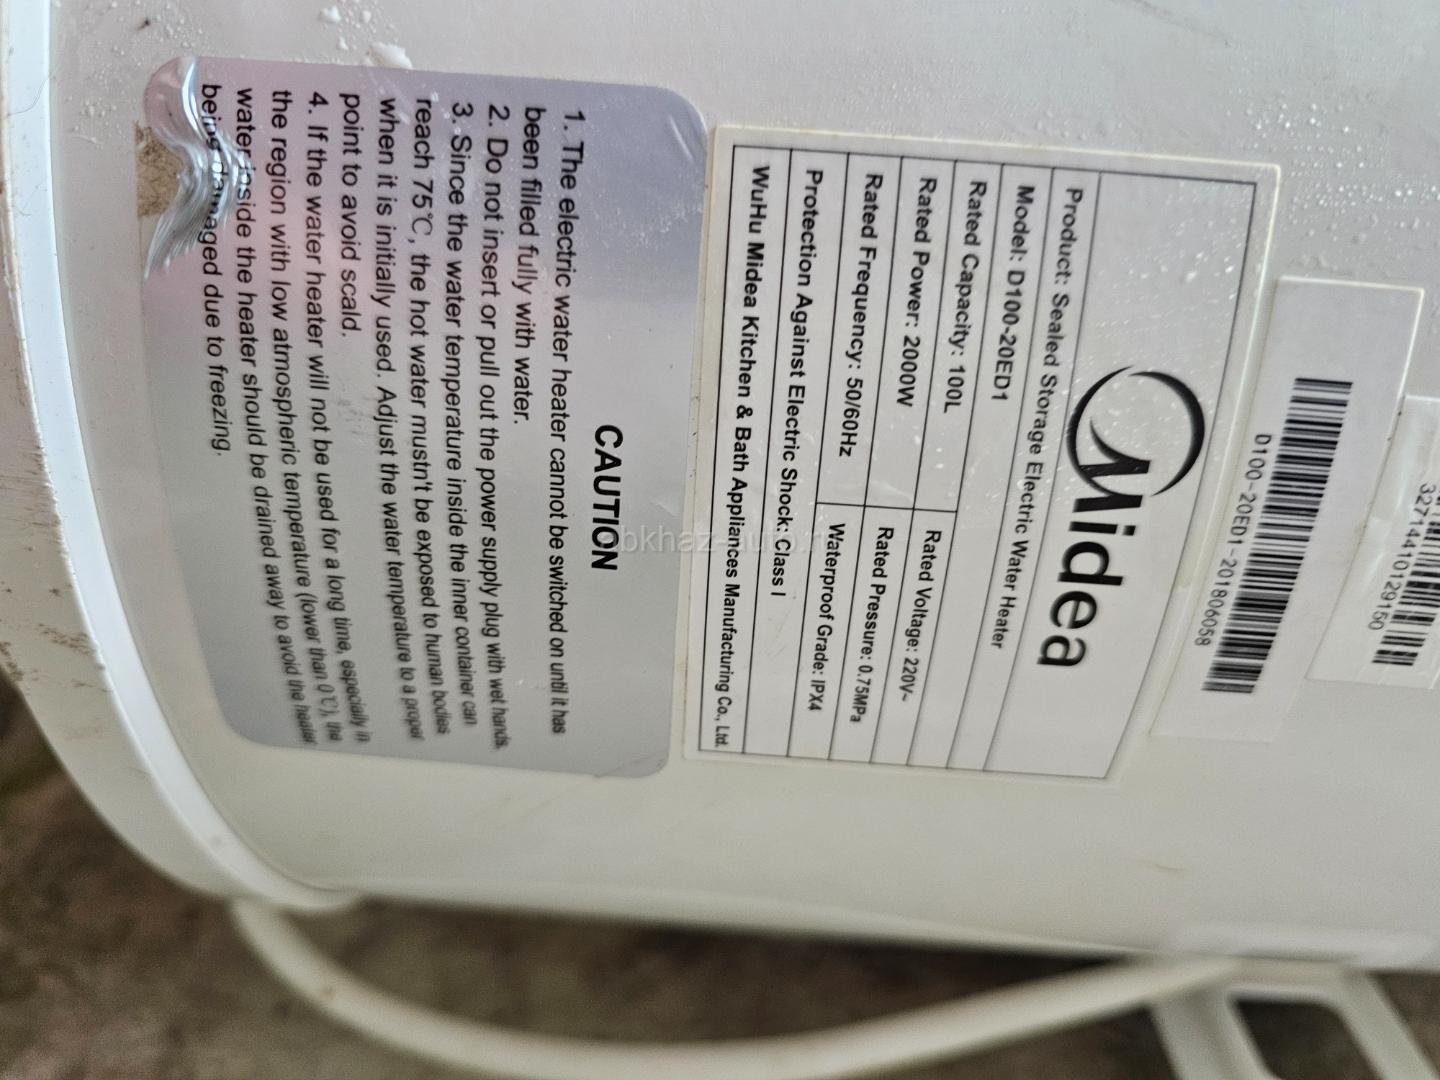 32714410129150
D100-20ED1-201806058
Midea
Product: Sealed Storage Electric Water Heater
Model: D100-20ED1
Rated Capacity: 100L
Rated Voltage: 220V~
Rated Power: 2000W
Rated Pressure: 0.75MPa
Rated Frequency: 50/60Hz
Waterproof Grade: IPX4
Protection Against Electric Shock: Class I
WuHu Midea Kitchen & Bath Appliances Manufacturing Co., Ltd.
CAUTION
1. The electric water heater cannot be switched on until it has
been filled fully with water.
2. Do not insert or pull out the power supply plug with wet hands.
3. Since the water temperature inside the inner container can
reach 75℃, the hot water mustn't be exposed to human bodies
when it is initially used. Adjust the water temperature to a proper
point to avoid scald.
4. If the water heater will not be used for a long time, especially in
the region with low atmospheric temperature (lower than 0℃), the
water inside the heater should be drained away to avoid the heater
being damaged due to freezing.